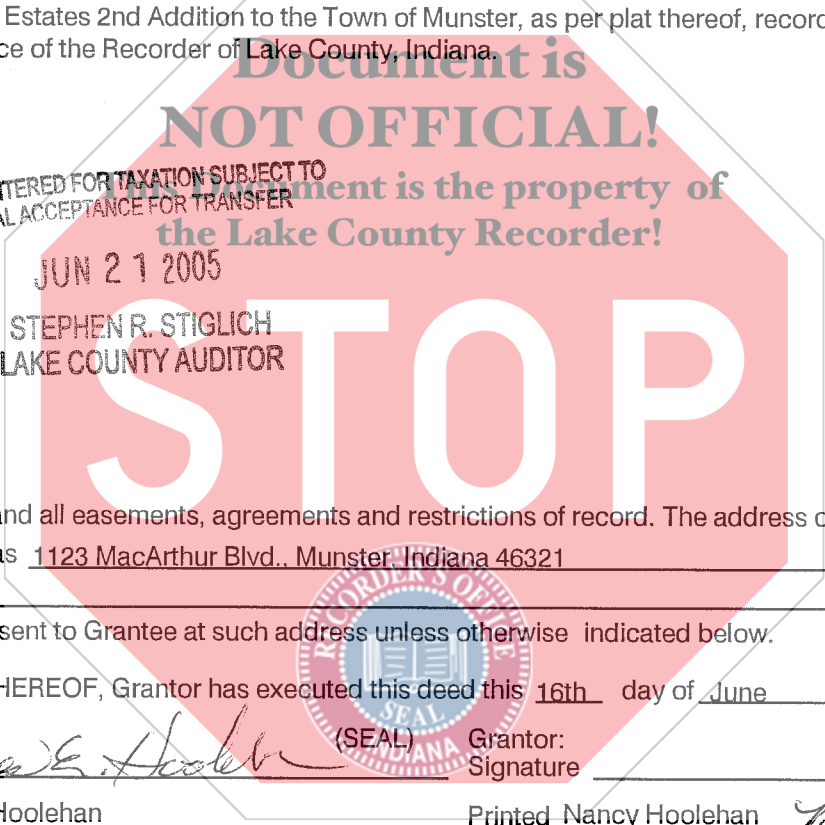 Estates 2nd Addition to the Town of Munster, as per plat thereof, record
ce of the Recorder of Lake County, Indiana.
Document is
NOT OFFICIAL!
This Document is the property of
the Lake County Recorder!
TERED FOR TAXATION SUBJECT TO
AL ACCEPTANCE FOR TRANSFER
JUN 21 2005
STEPHEN R. STIGLICH
LAKE COUNTY AUDITOR
STOP
and all easements, agreements and restrictions of record. The address o
as 1123 MacArthur Blvd., Munster, Indiana 46321
sent to Grantee at such address unless otherwise indicated below.
HEREOF, Grantor has executed this deed this 16th day of June
RECORDER'S OFFICE
SEAL
INDIANA
E. Hoolehan (SEAL) Grantor:
Signature
Hoolehan Printed Nancy Hoolehan